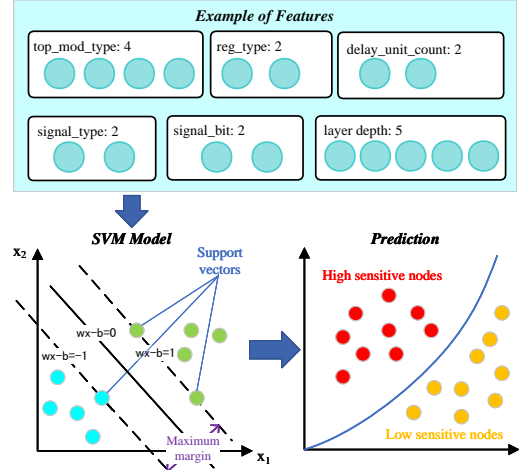 Example of Features
top_mod_type: 4
reg_type: 2
delay_unit_count: 2
signal_type: 2
signal_bit: 2
layer depth: 5
SVM Model
Prediction
x2
Support
vectors
High sensitive nodes
wx-b=0
wx-b=1
wx-b=-1
Low sensitive nodes
Maximum
margin
x1